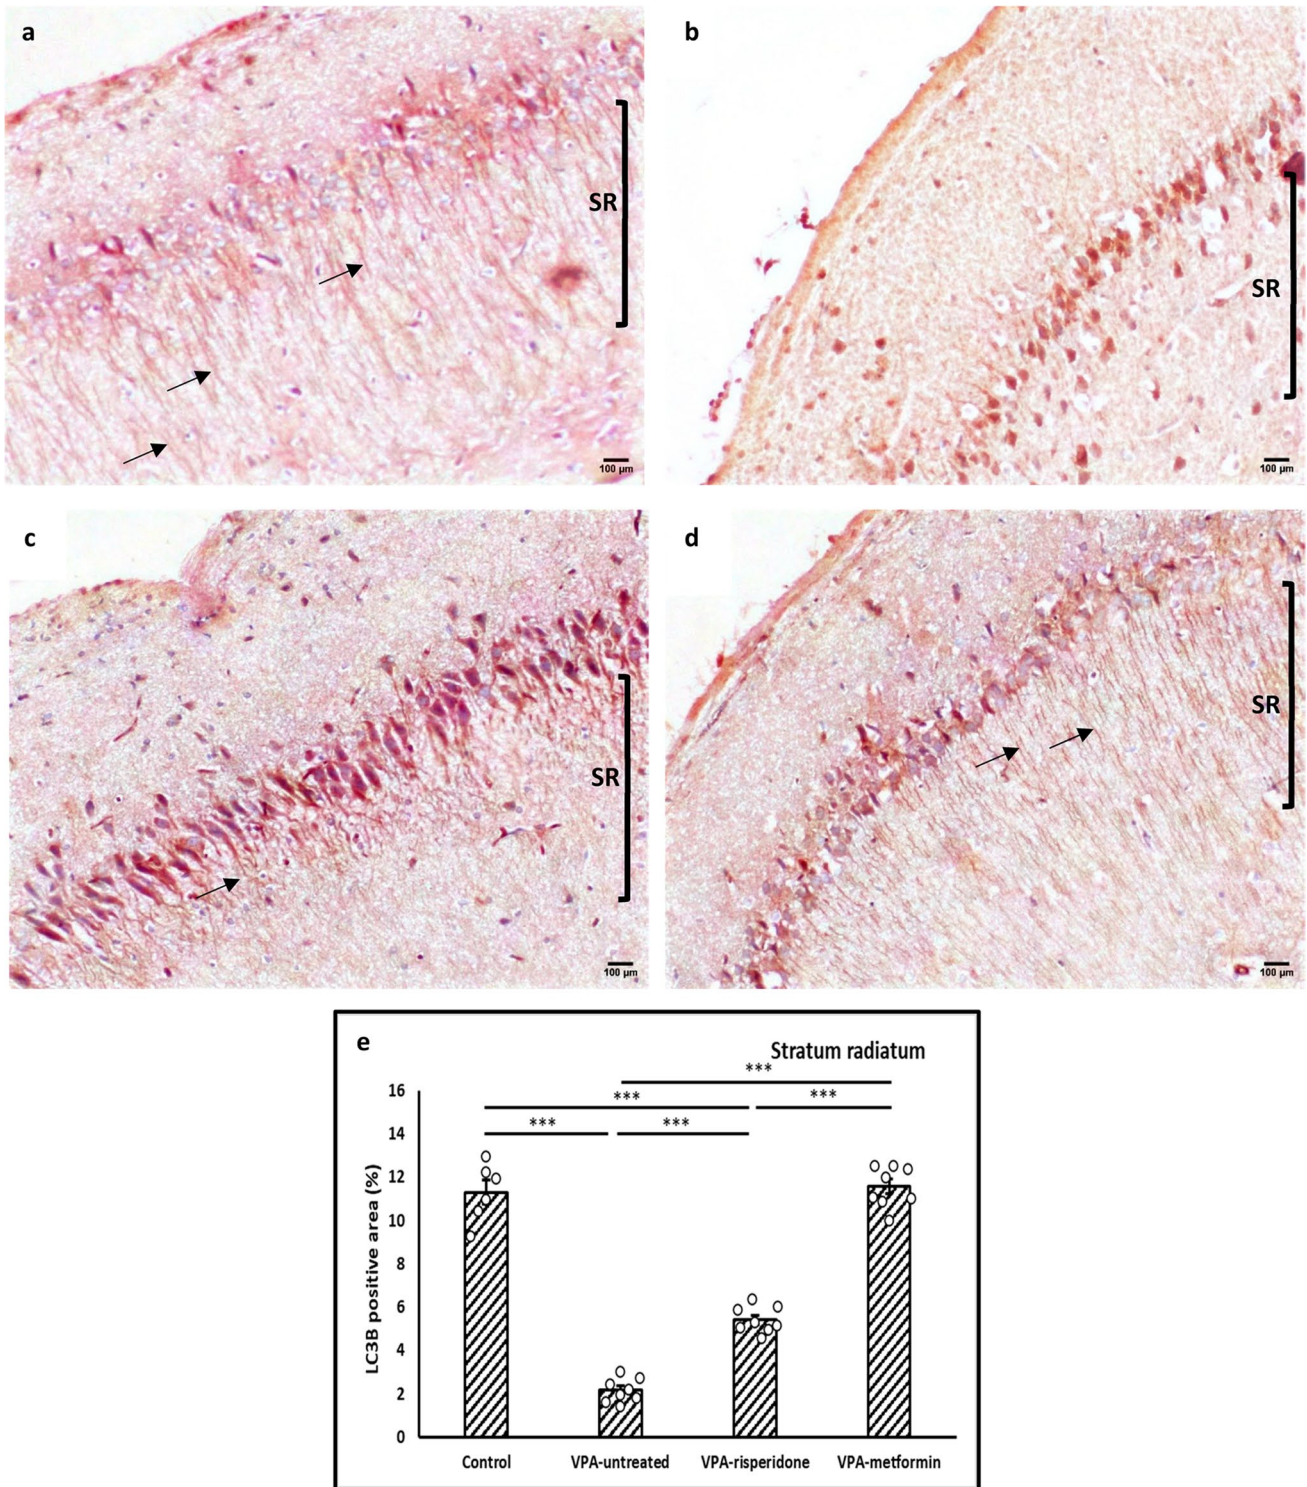 a
SR
100 µm
b
SR
100 µm
c
SR
100 µm
d
SR
100 µm
e
Stratum radiatum
***
***
***
***
***
LC3B positive area (%)
16
14
12
10
8
6
4
2
0
Control VPA-untreated VPA-risperidone VPA-metformin